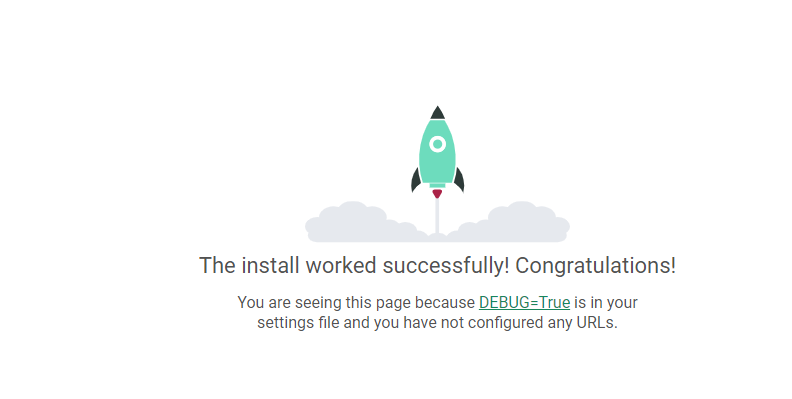 The install worked successfully! Congratulations!
You are seeing this page because DEBUG=True is in your
settings file and you have not configured any URLs.